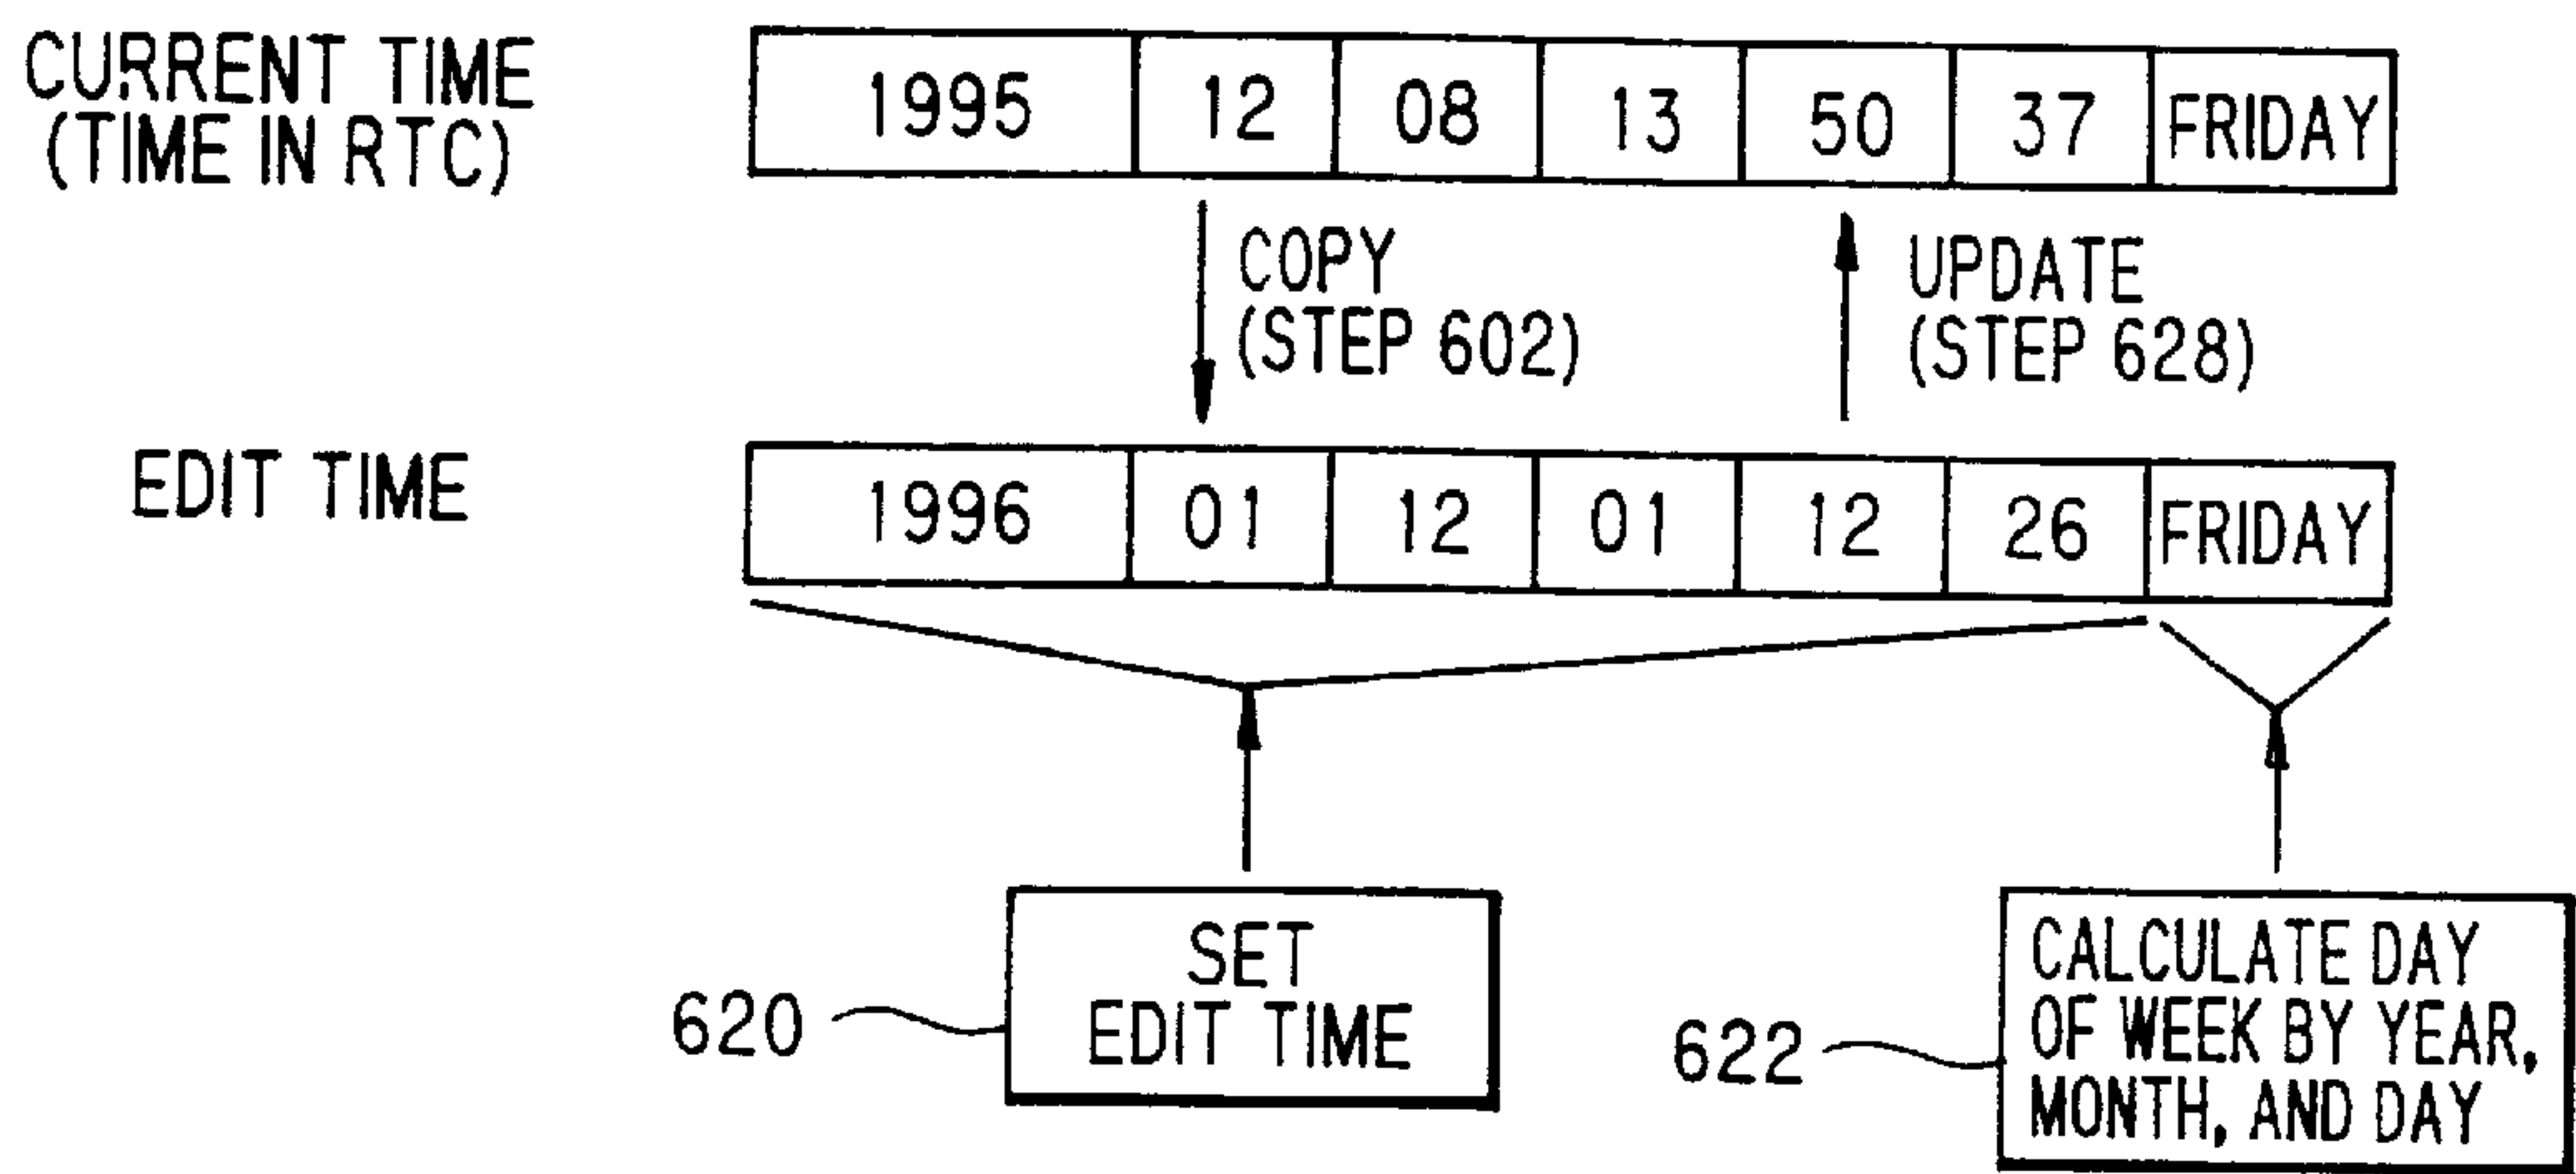 CURRENT TIME
(TIME IN RTC)
1995 12 08 13 50 37 FRIDAY
COPY
(STEP 602)
UPDATE
(STEP 628)
EDIT TIME
1996 01 12 01 12 26 FRIDAY
620
SET
EDIT TIME
622
CALCULATE DAY
OF WEEK BY YEAR,
MONTH, AND DAY